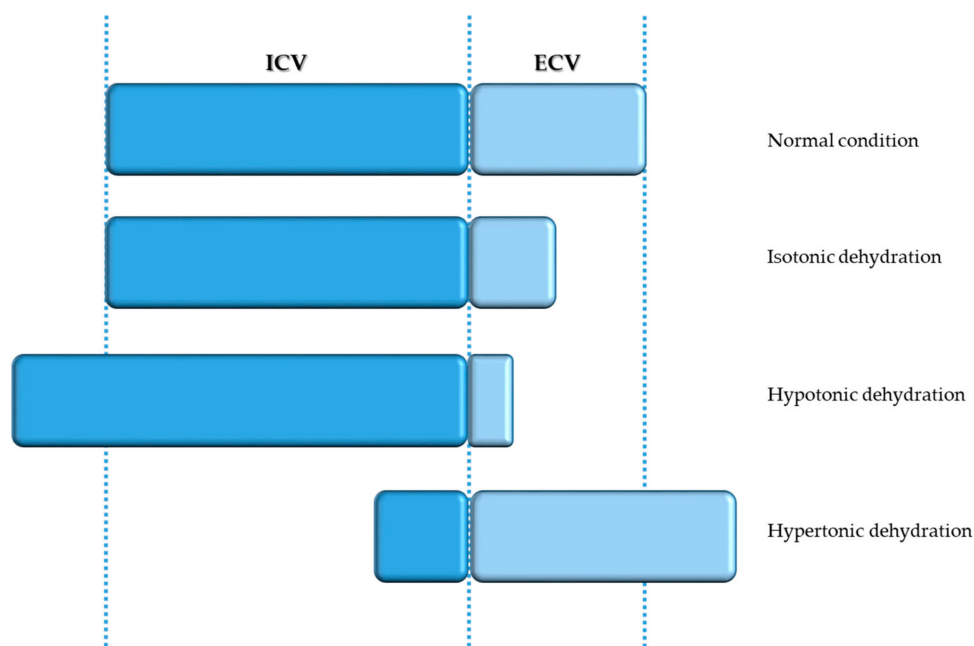 ICV
ECV
Normal condition
Isotonic dehydration
Hypotonic dehydration
Hypertonic dehydration